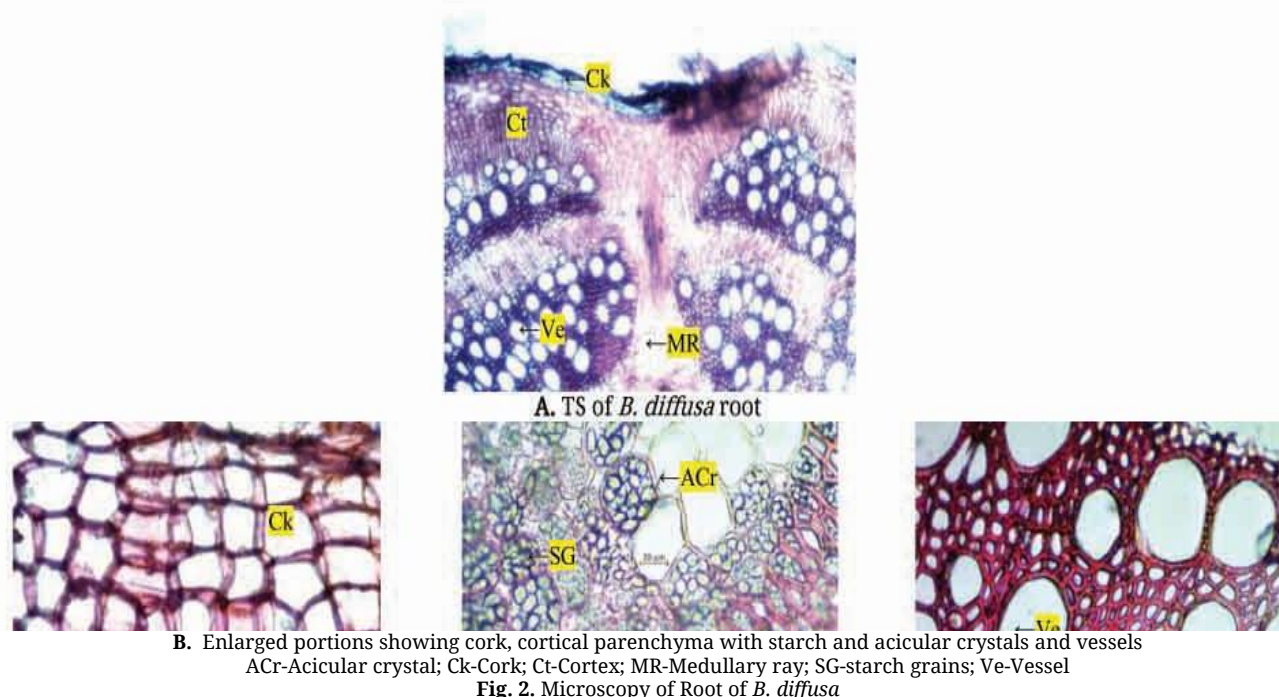 ←Ck
Ct
←Ve
←MR
A. TS of B. diffusa root
Ck
←ACr
←SG
←Ve
B. Enlarged portions showing cork, cortical parenchyma with starch and acicular crystals and vessels
ACr-Acicular crystal; Ck-Cork; Ct-Cortex; MR-Medullary ray; SG-starch grains; Ve-Vessel
Fig. 2. Microscopy of Root of B. diffusa